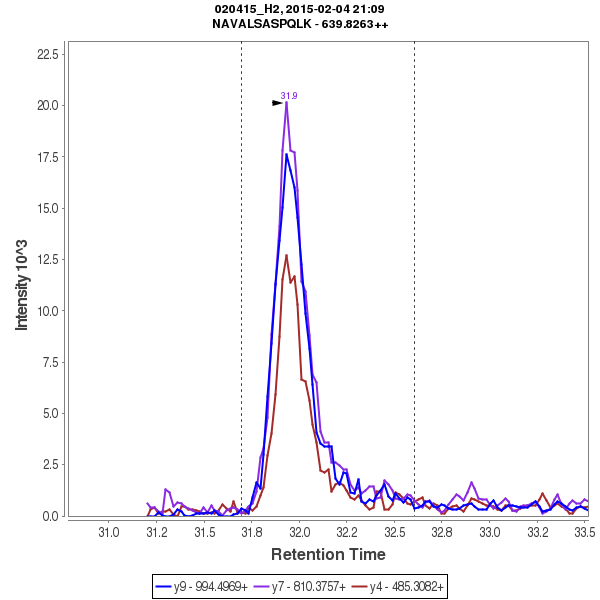 020415_H2, 2015-02-04 21:09
NAVALSASPQLK - 639.8263++
31.9
Intensity 10^3
22.5
20.0
17.5
15.0
12.5
10.0
7.5
5.0
2.5
0.0
31.0 31.2 31.5 31.8 32.0 32.2 32.5 32.8 33.0 33.2 33.5
Retention Time
y9 - 994.4969+ y7 - 810.3757+ y4 - 485.3082+